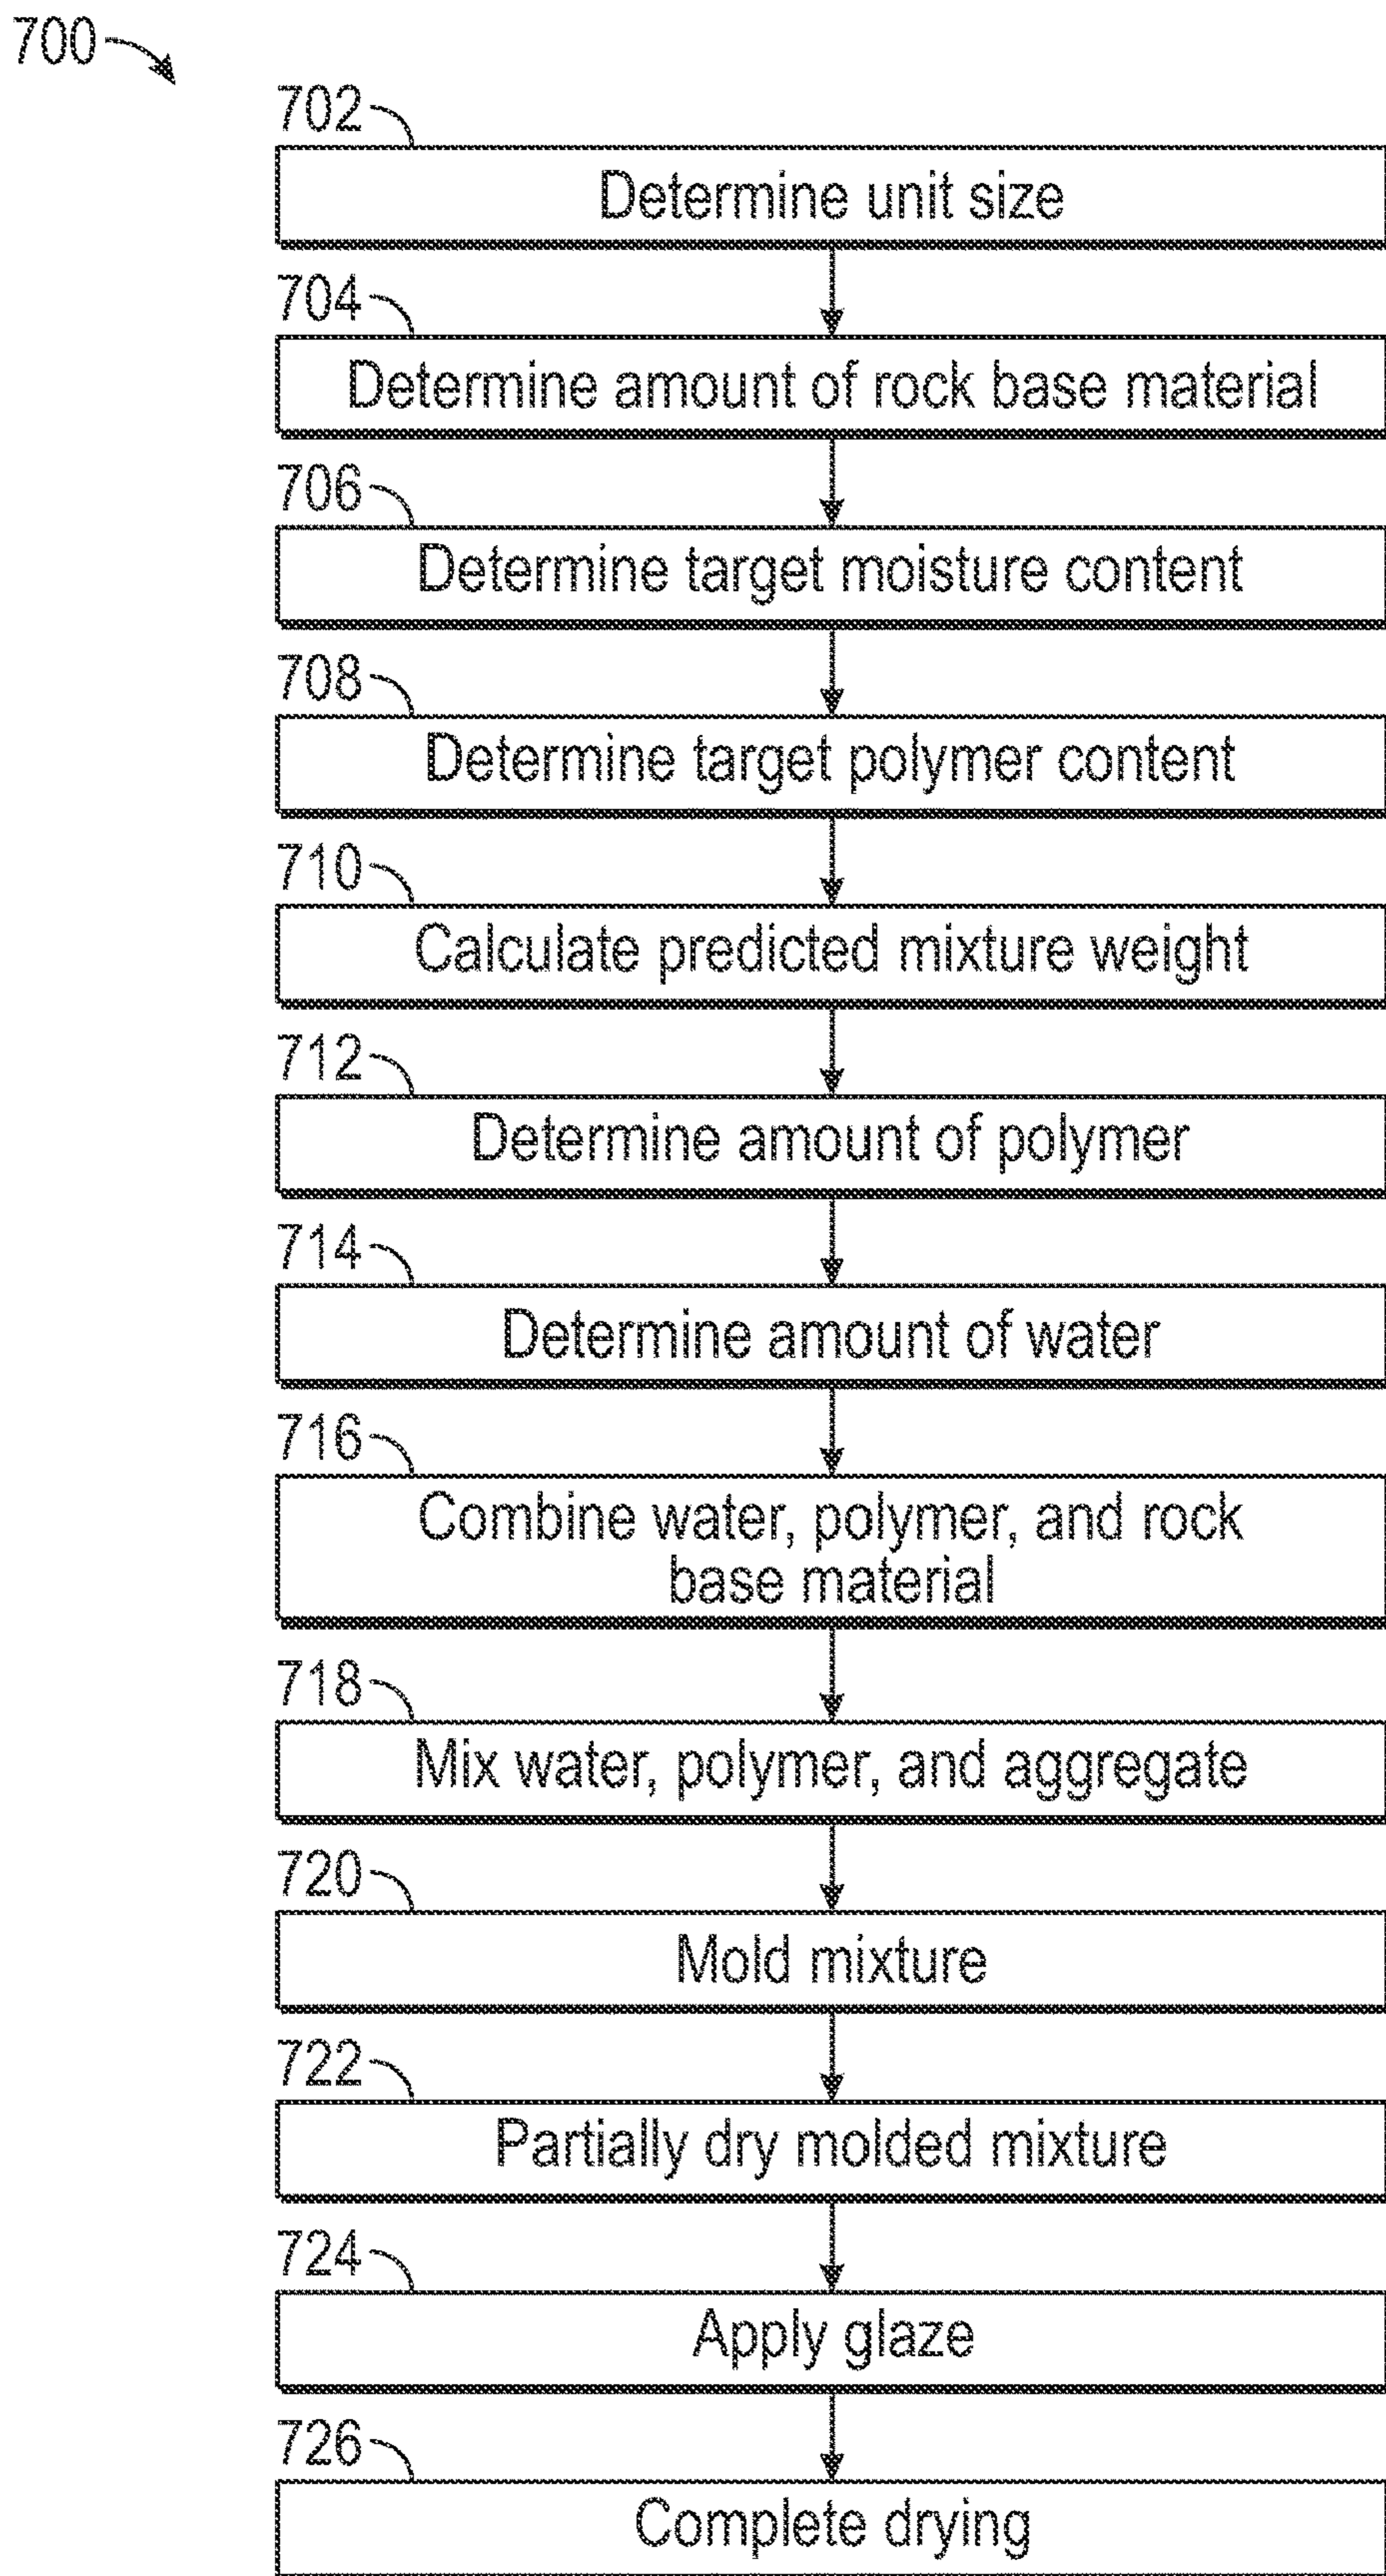 700
702
Determine unit size
704
Determine amount of rock base material
706
Determine target moisture content
708
Determine target polymer content
710
Calculate predicted mixture weight
712
Determine amount of polymer
714
Determine amount of water
716
Combine water, polymer, and rock
base material
718
Mix water, polymer, and aggregate
720
Mold mixture
722
Partially dry molded mixture
724
Apply glaze
726
Complete drying